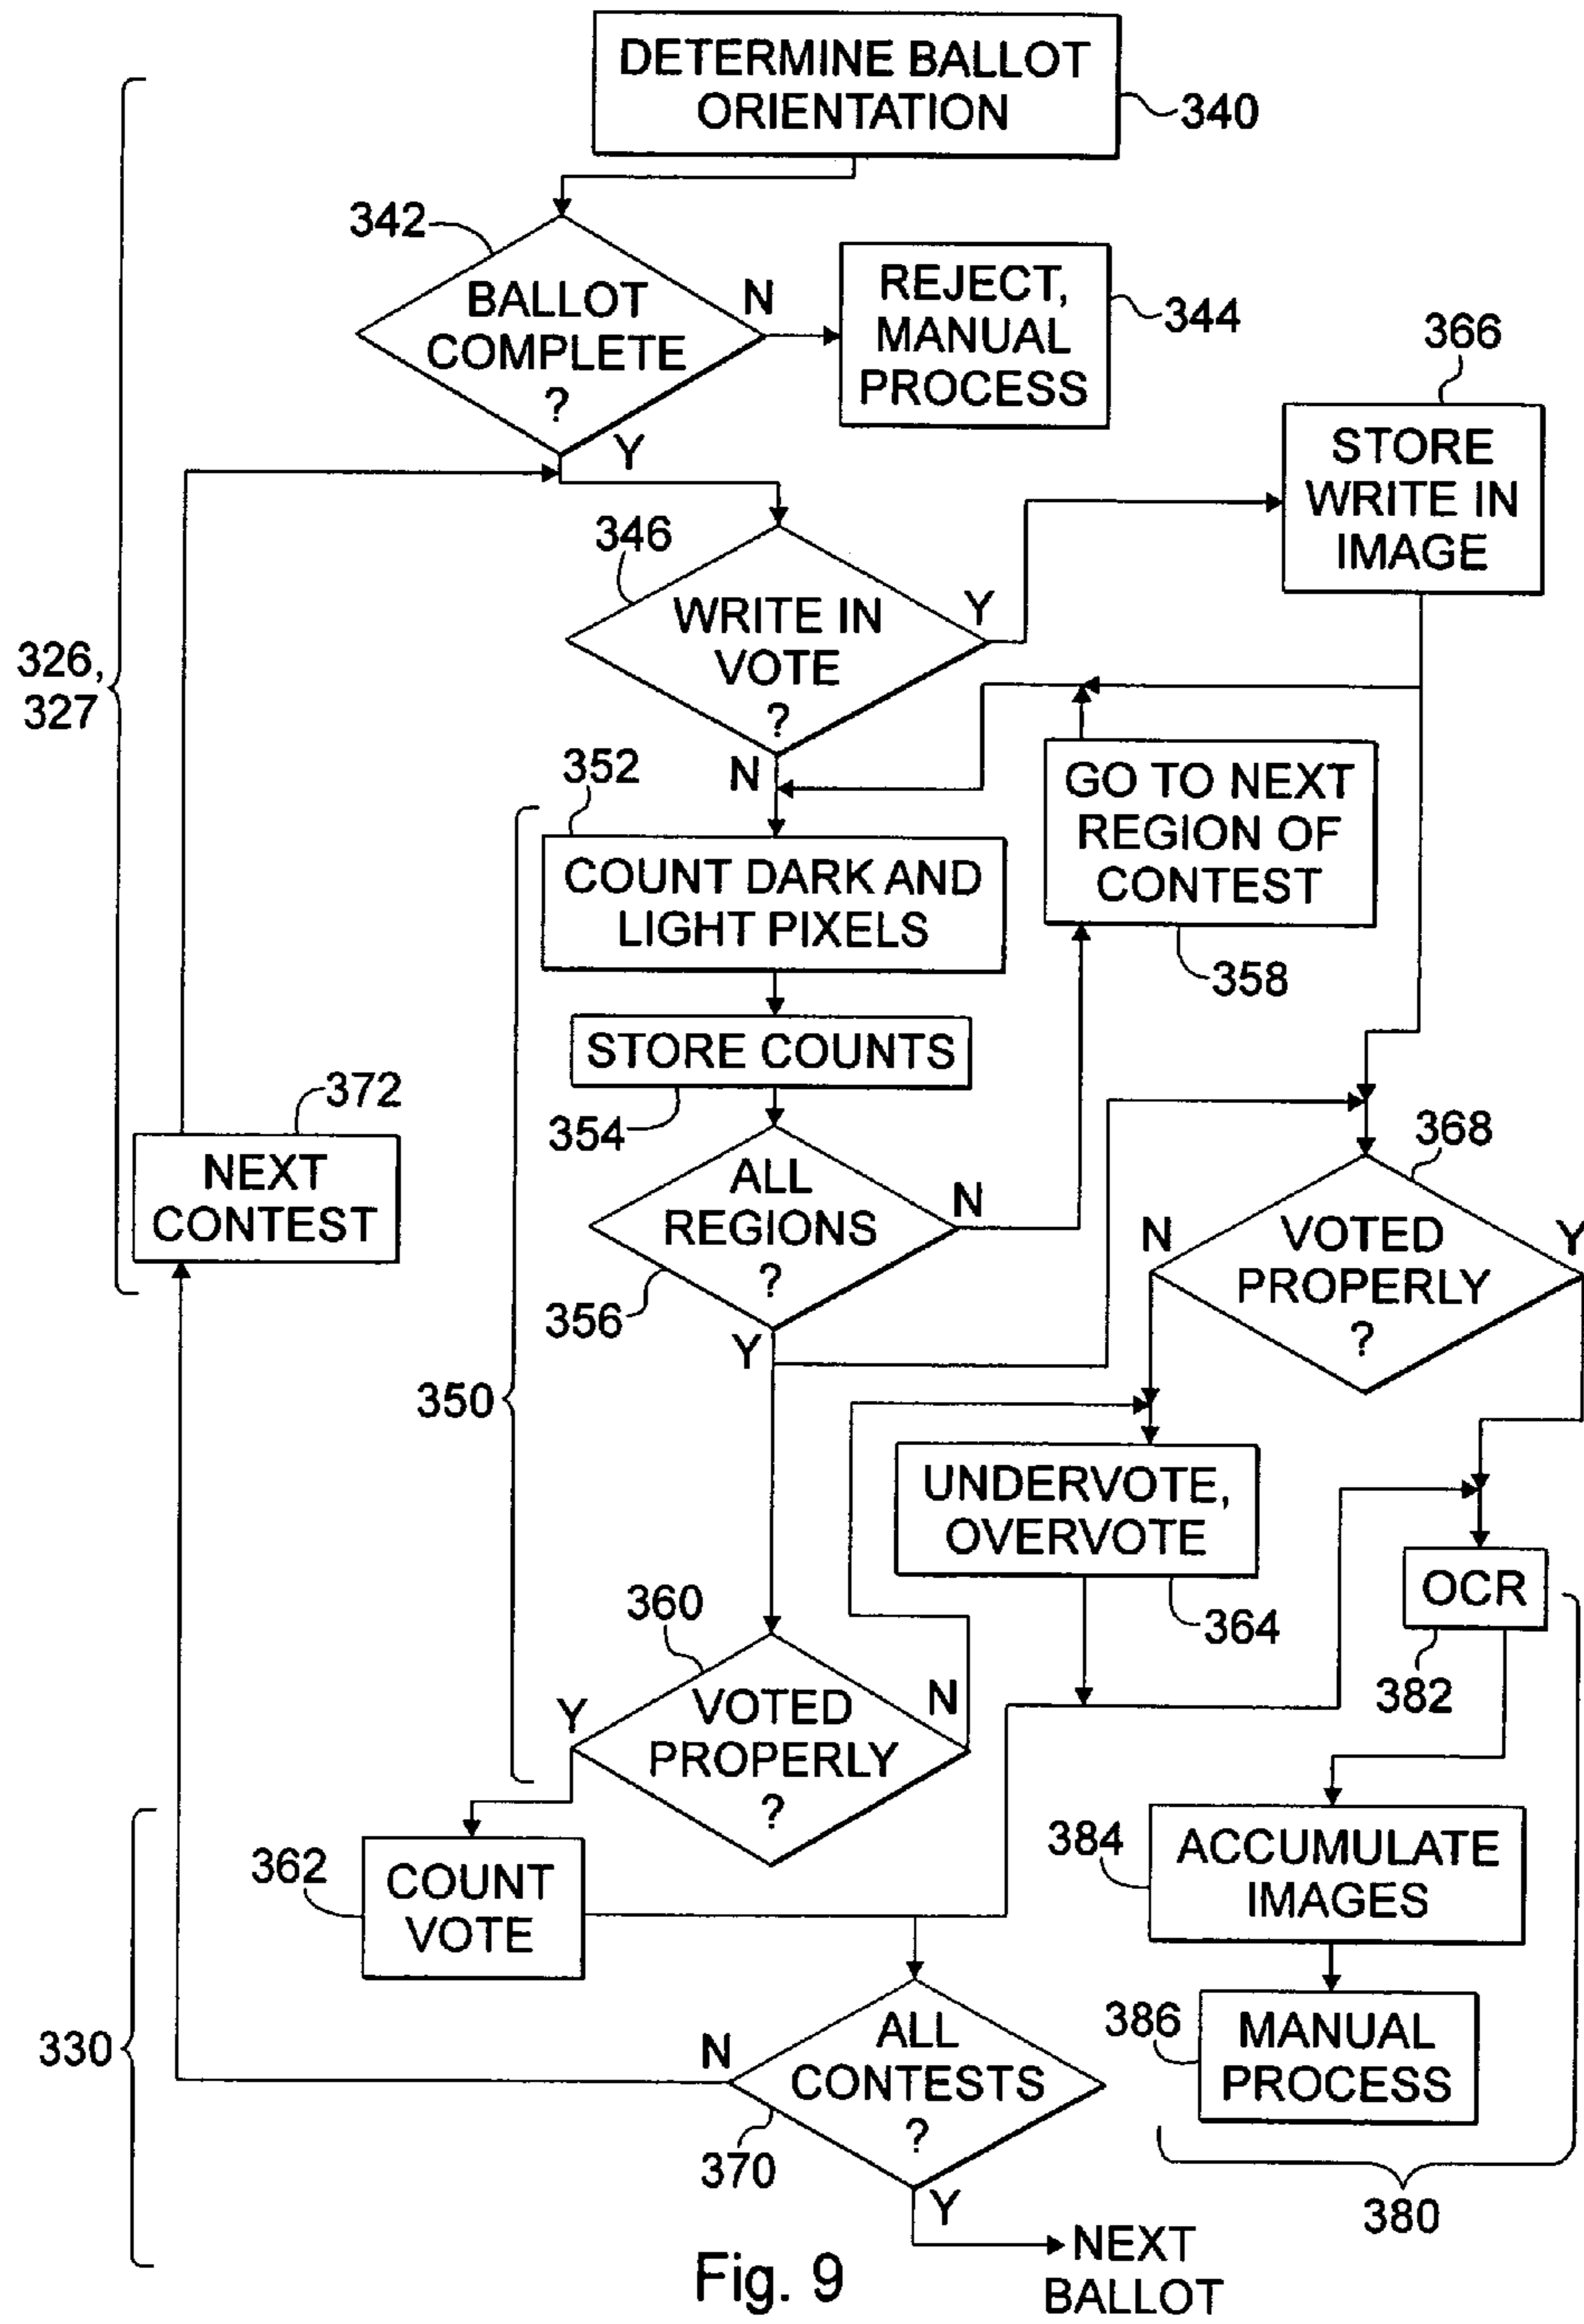 DETERMINE BALLOT
ORIENTATION
340
342
BALLOT
COMPLETE
?
N
Y
REJECT,
MANUAL
PROCESS
344
366
STORE
WRITE IN
IMAGE
346
WRITE IN
VOTE
?
Y
N
326,
327
352
COUNT DARK AND
LIGHT PIXELS
GO TO NEXT
REGION OF
CONTEST
358
STORE COUNTS
354
372
NEXT
CONTEST
ALL
REGIONS
?
N
Y
356
368
VOTED
PROPERLY
?
N
Y
350
UNDERVOTE,
OVERVOTE
364
OCR
382
360
VOTED
PROPERLY
?
Y
N
362
COUNT
VOTE
384
ACCUMULATE
IMAGES
386
MANUAL
PROCESS
380
330
ALL
CONTESTS
?
N
Y
370
NEXT
BALLOT
Fig. 9